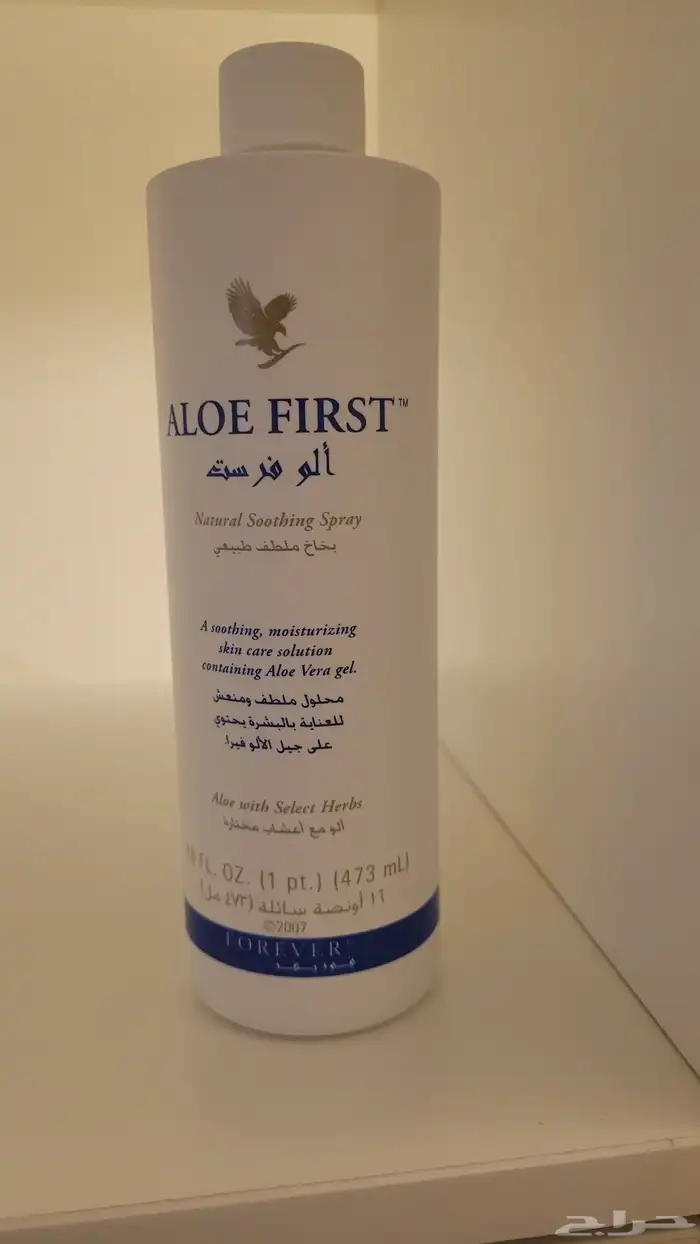 ALOE FIRST™
ألو فرست
Natural Soothing Spray
بخاخ ملطف طبيعي
A soothing, moisturizing
skin care solution
containing Aloe Vera gel.
محلول ملطف ومنعش
للعناية بالبشرة يحتوي
على جيل الألو فيرا.
Aloe with Select Herbs
ألو مع أعشاب مختارة
FL. OZ. (1 pt.) (473 mL)
١٦ أونصة سائلة (٤٧٣ مل)
©2007
FOREVER
فوريفر
حراج